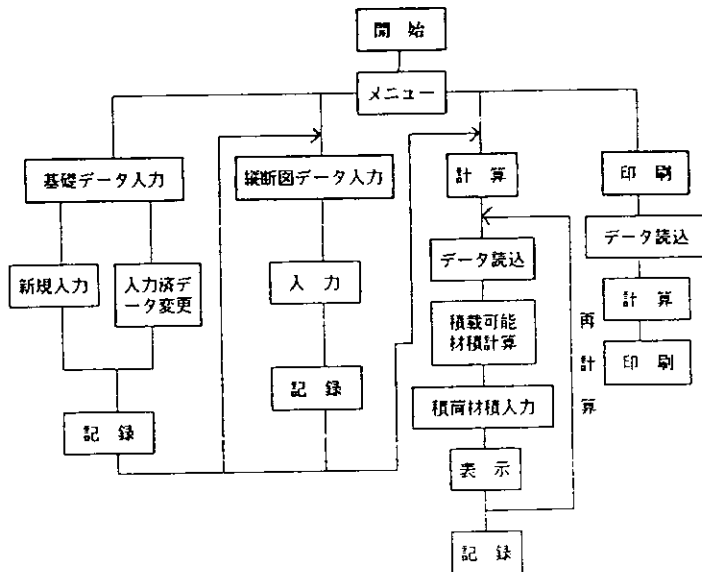 開始
メニュー
基礎データ入力
新規入力
入力済デ
ータ変更
記録
縦断図データ入力
入力
記録
計算
データ読込
積載可能
材積計算
積荷材積入力
表示
記録
再計算
印刷
データ読込
計算
印刷